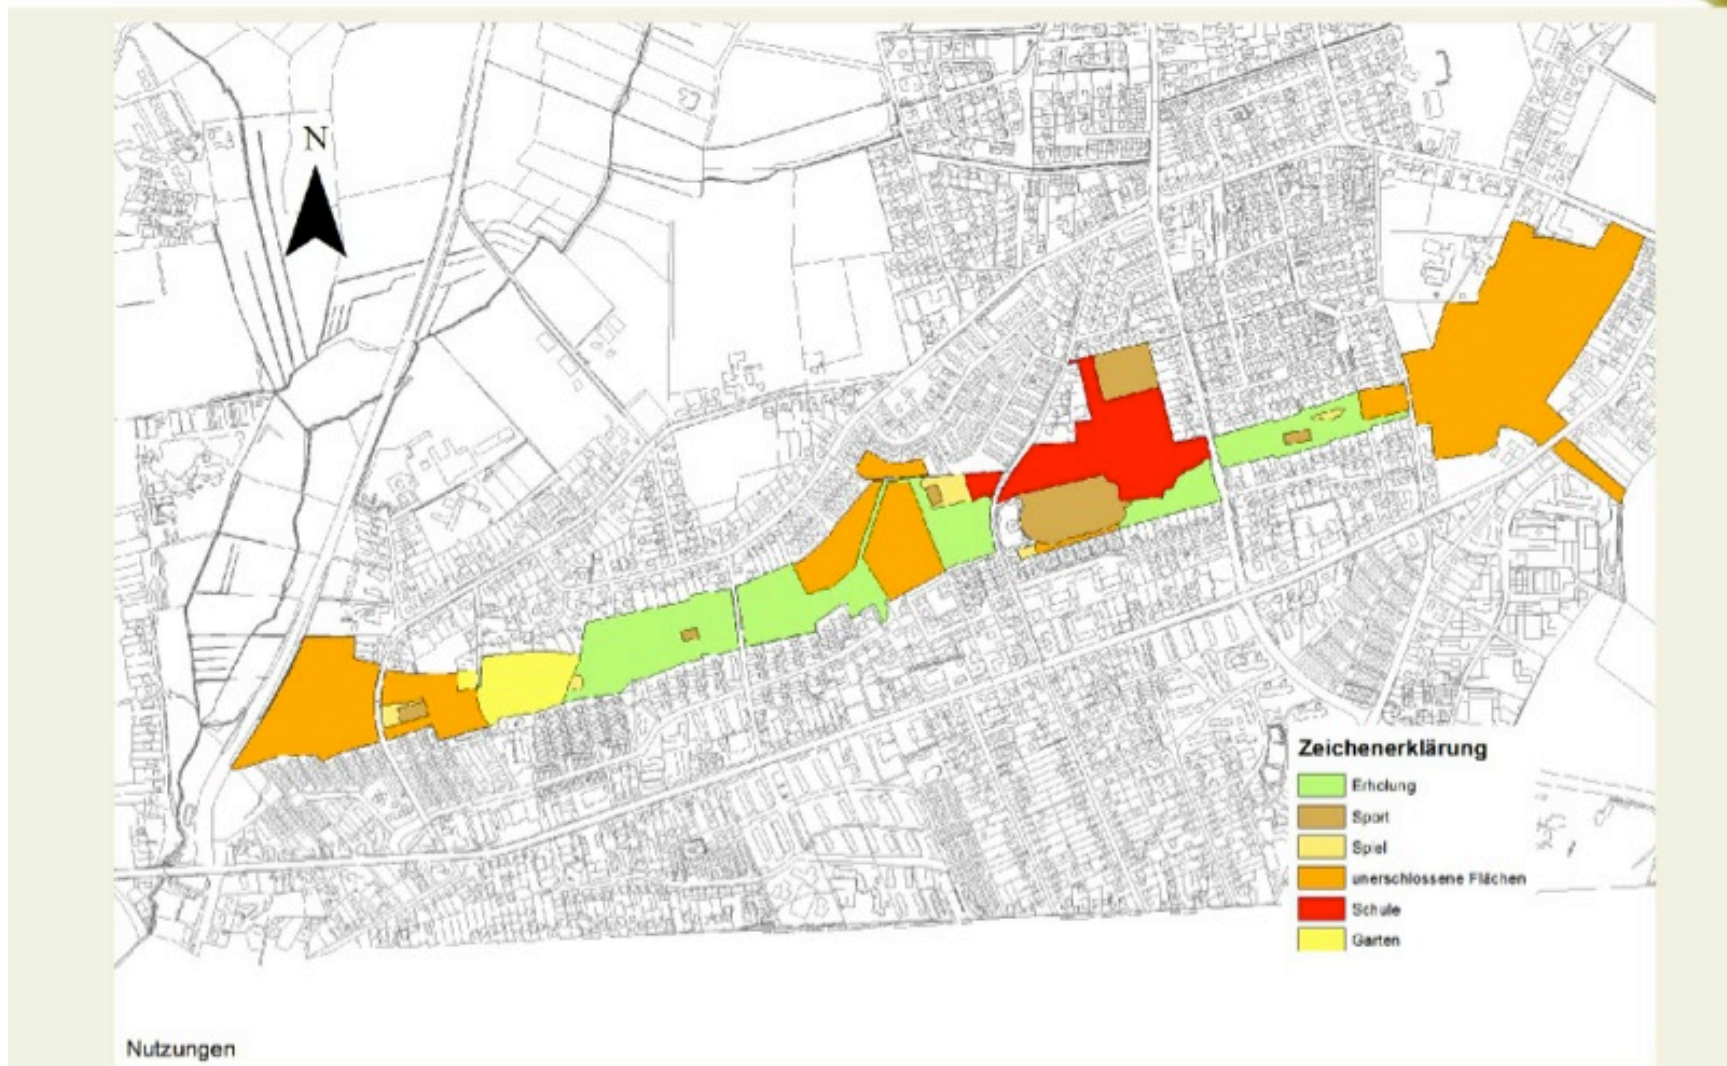 N
Zeichenerklärung
Erholung
Sport
Spiel
unerschlossene Flächen
Schule
Garten
Nutzungen